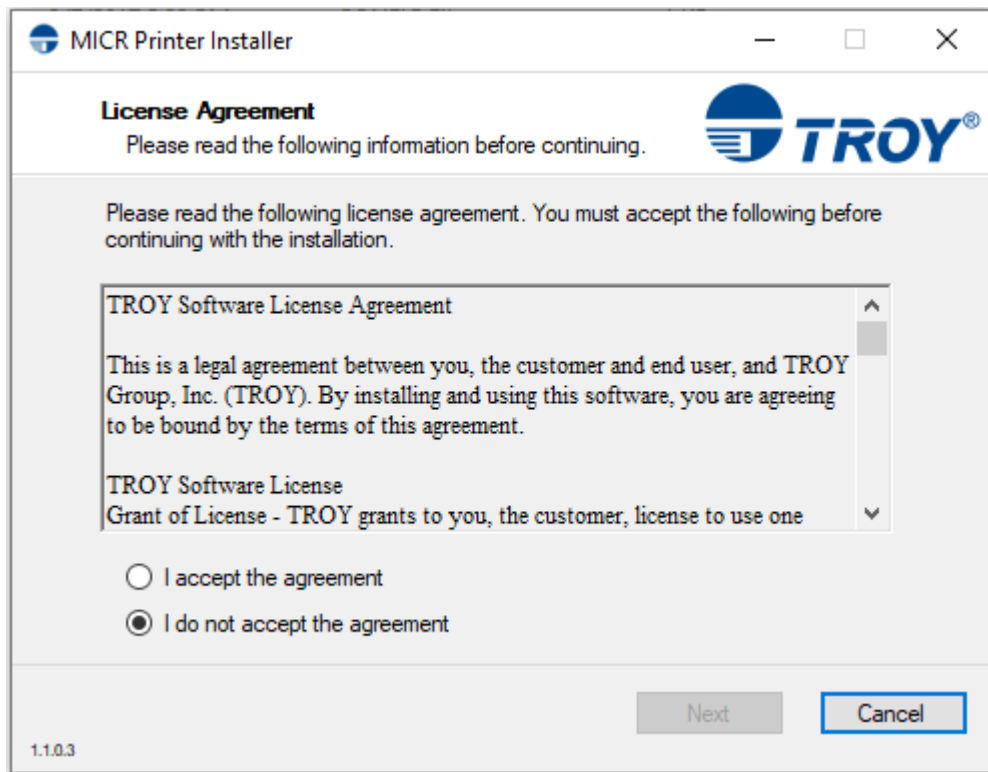 MICR Printer Installer
License Agreement
Please read the following information before continuing.
TROY®
Please read the following license agreement. You must accept the following before
continuing with the installation.
TROY Software License Agreement
This is a legal agreement between you, the customer and end user, and TROY
Group, Inc. (TROY). By installing and using this software, you are agreeing
to be bound by the terms of this agreement.
TROY Software License
Grant of License - TROY grants to you, the customer, license to use one
I accept the agreement
I do not accept the agreement
Next
Cancel
1.1.0.3